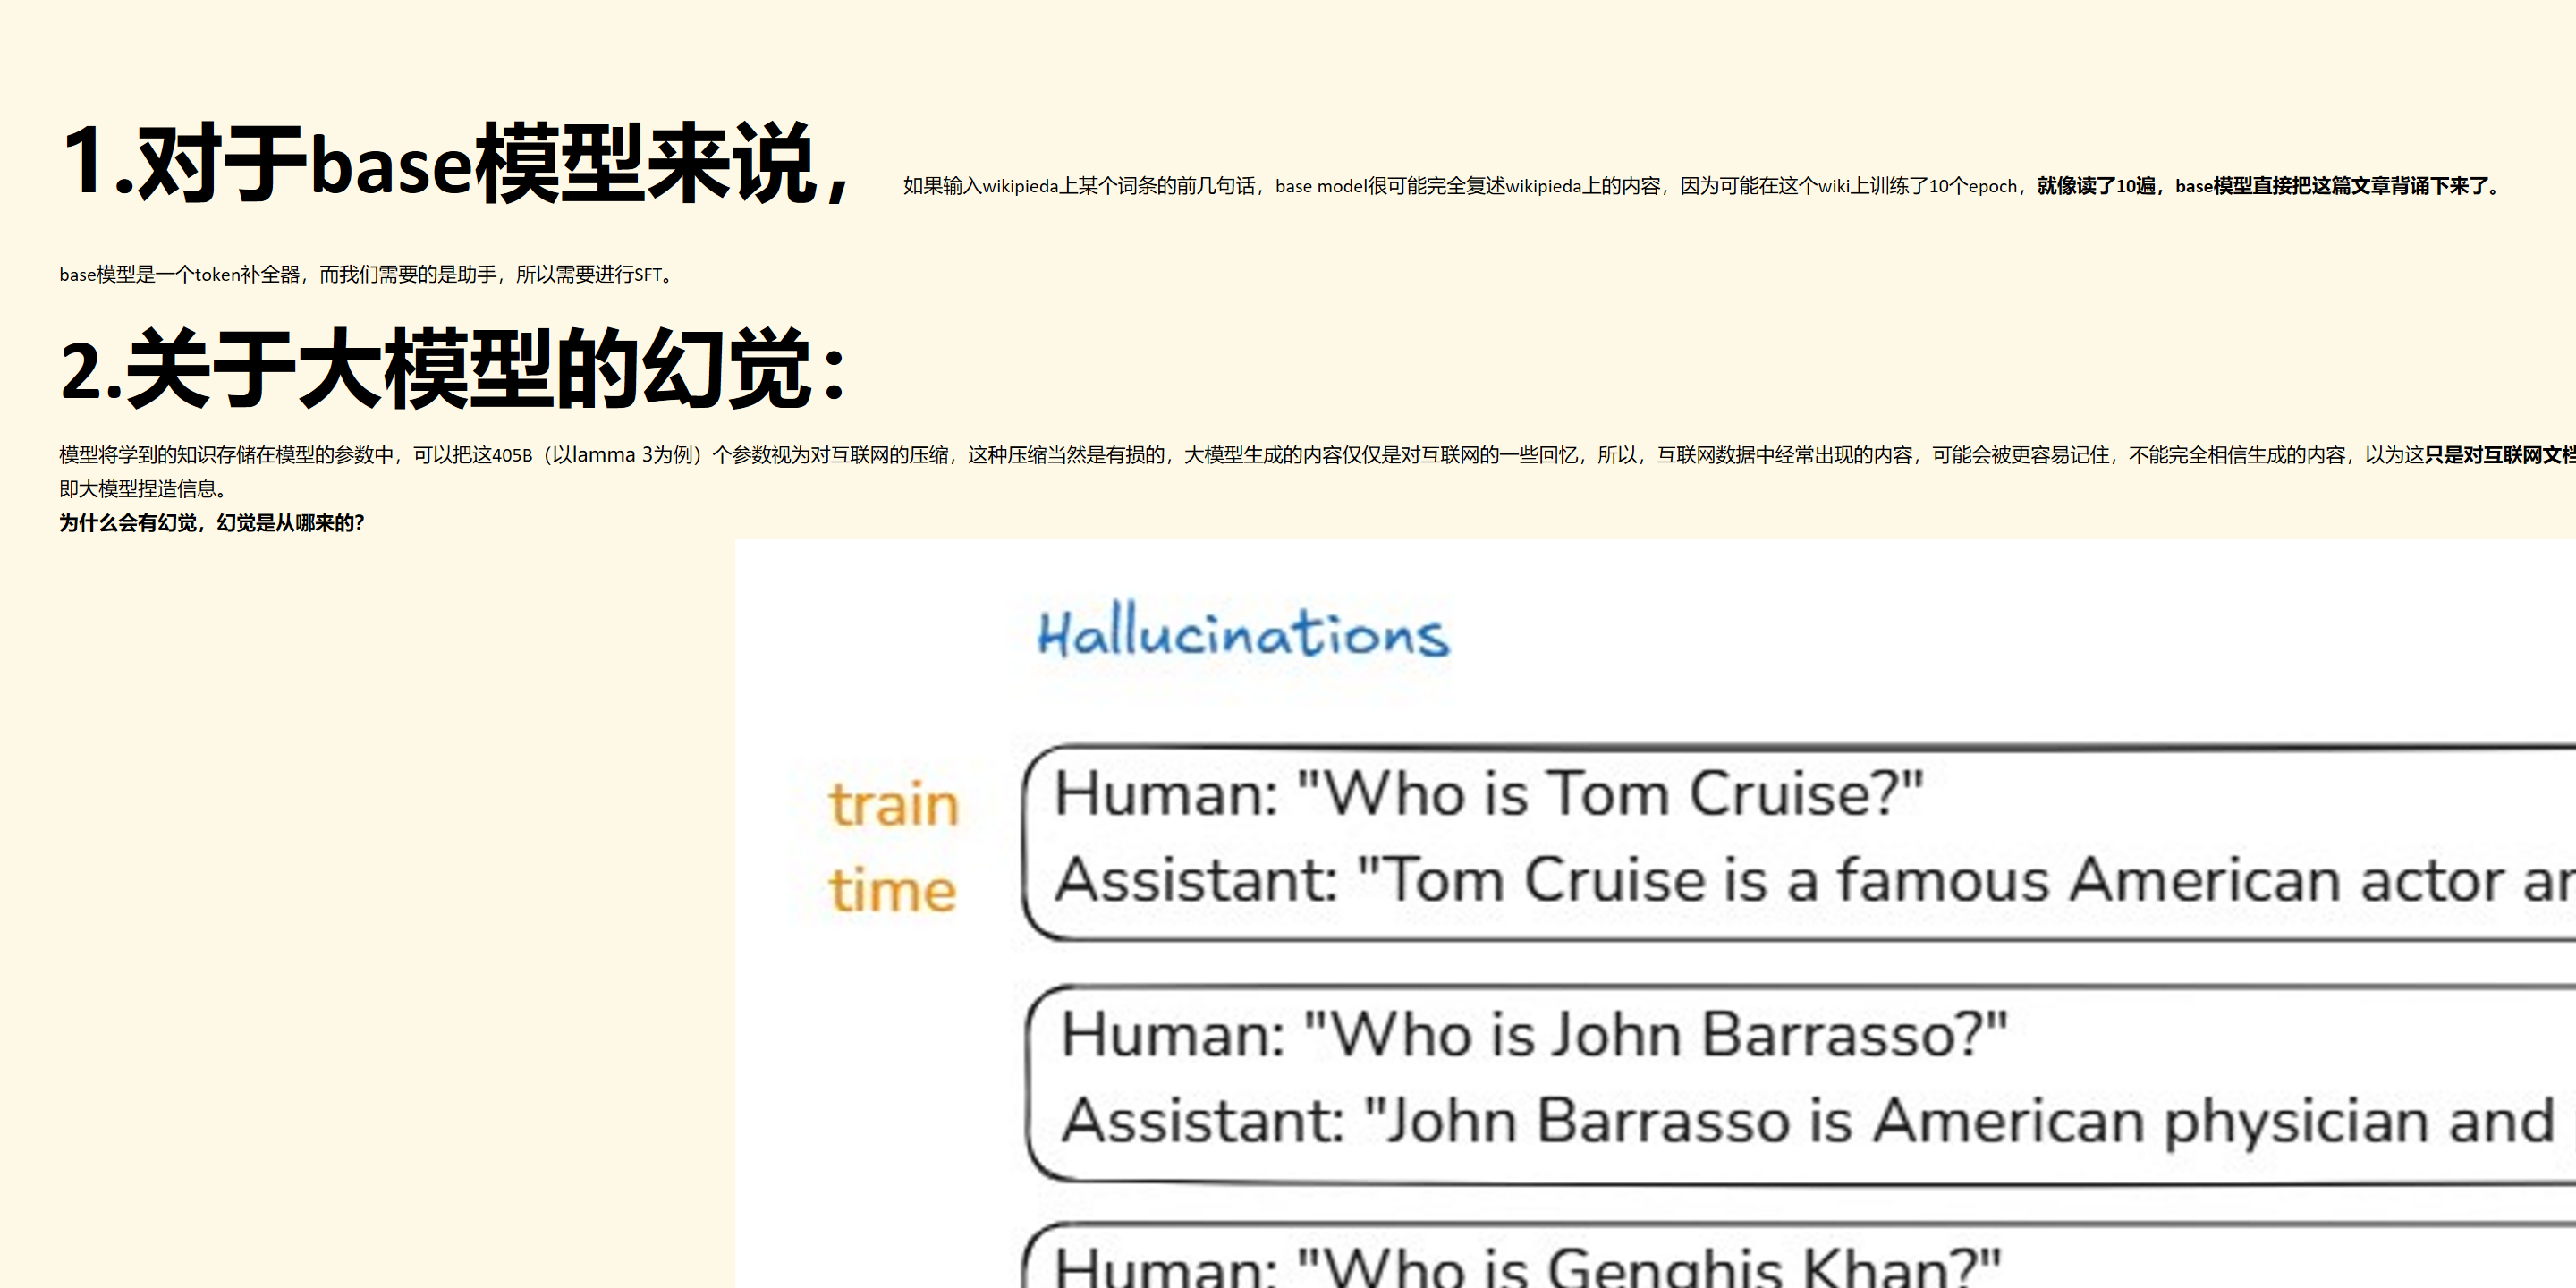 1.对于base模型来说， 如果输入wikipieda上某个词条的前几句话，base model很可能完全复述wikipieda上的内容，因为可能在这个wiki上训练了10个epoch，就像读了10遍，base模型直接把这篇文章背诵下来了。
base模型是一个token补全器，而我们需要的是助手，所以需要进行SFT。
2.关于大模型的幻觉：
模型将学到的知识存储在模型的参数中，可以把这405B（以lamma 3为例）个参数视为对互联网的压缩，这种压缩当然是有损的，大模型生成的内容仅仅是对互联网的一些回忆，所以，互联网数据中经常出现的内容，可能会被更容易记住，不能完全相信生成的内容，以为这只是对互联网文档
即大模型捏造信息。
为什么会有幻觉，幻觉是从哪来的？
Hallucinations
train
time
Human: "Who is Tom Cruise?"
Assistant: "Tom Cruise is a famous American actor an
Human: "Who is John Barrasso?"
Assistant: "John Barrasso is American physician and
Human: "Who is Genghis Khan?"